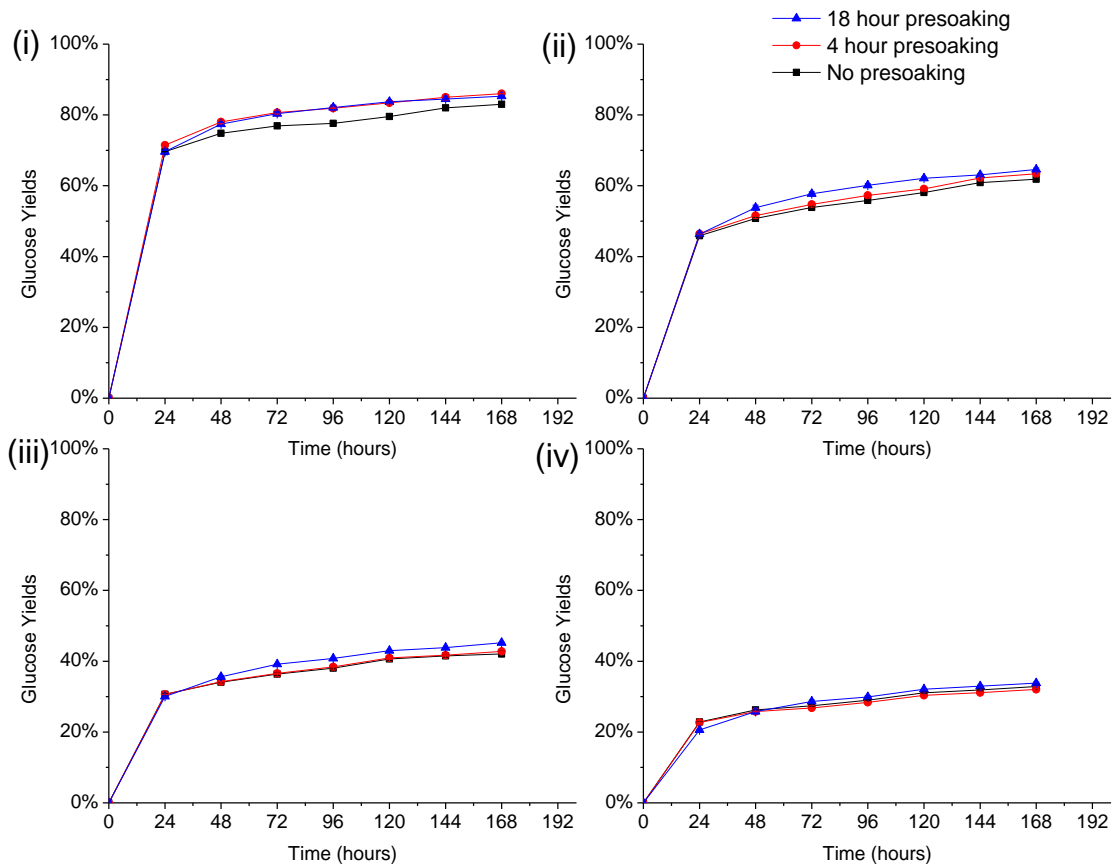 18 hour presoaking
4 hour presoaking
No presoaking
(i)
100%
80%
60%
40%
20%
0%
Glucose Yields
0 24 48 72 96 120 144 168 192
Time (hours)
(ii)
100%
80%
60%
40%
20%
0%
Glucose Yields
0 24 48 72 96 120 144 168 192
Time (hours)
(iii)
100%
80%
60%
40%
20%
0%
Glucose Yields
0 24 48 72 96 120 144 168 192
Time (hours)
(iv)
100%
80%
60%
40%
20%
0%
Glucose Yields
0 24 48 72 96 120 144 168 192
Time (hours)